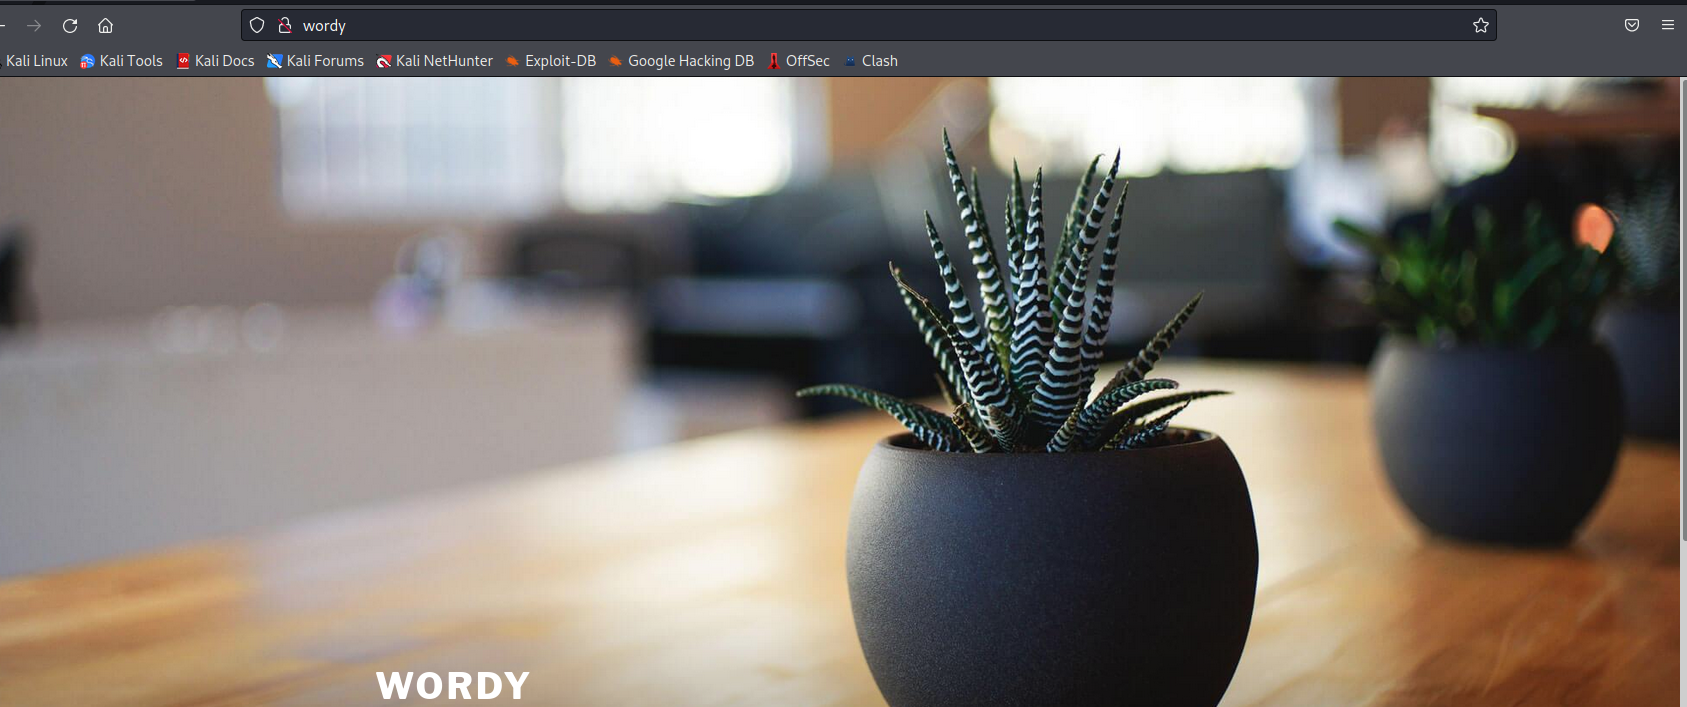 wordy
Kali Linux Kali Tools Kali Docs Kali Forums Kali NetHunter Exploit-DB Google Hacking DB OffSec Clash
WORDY